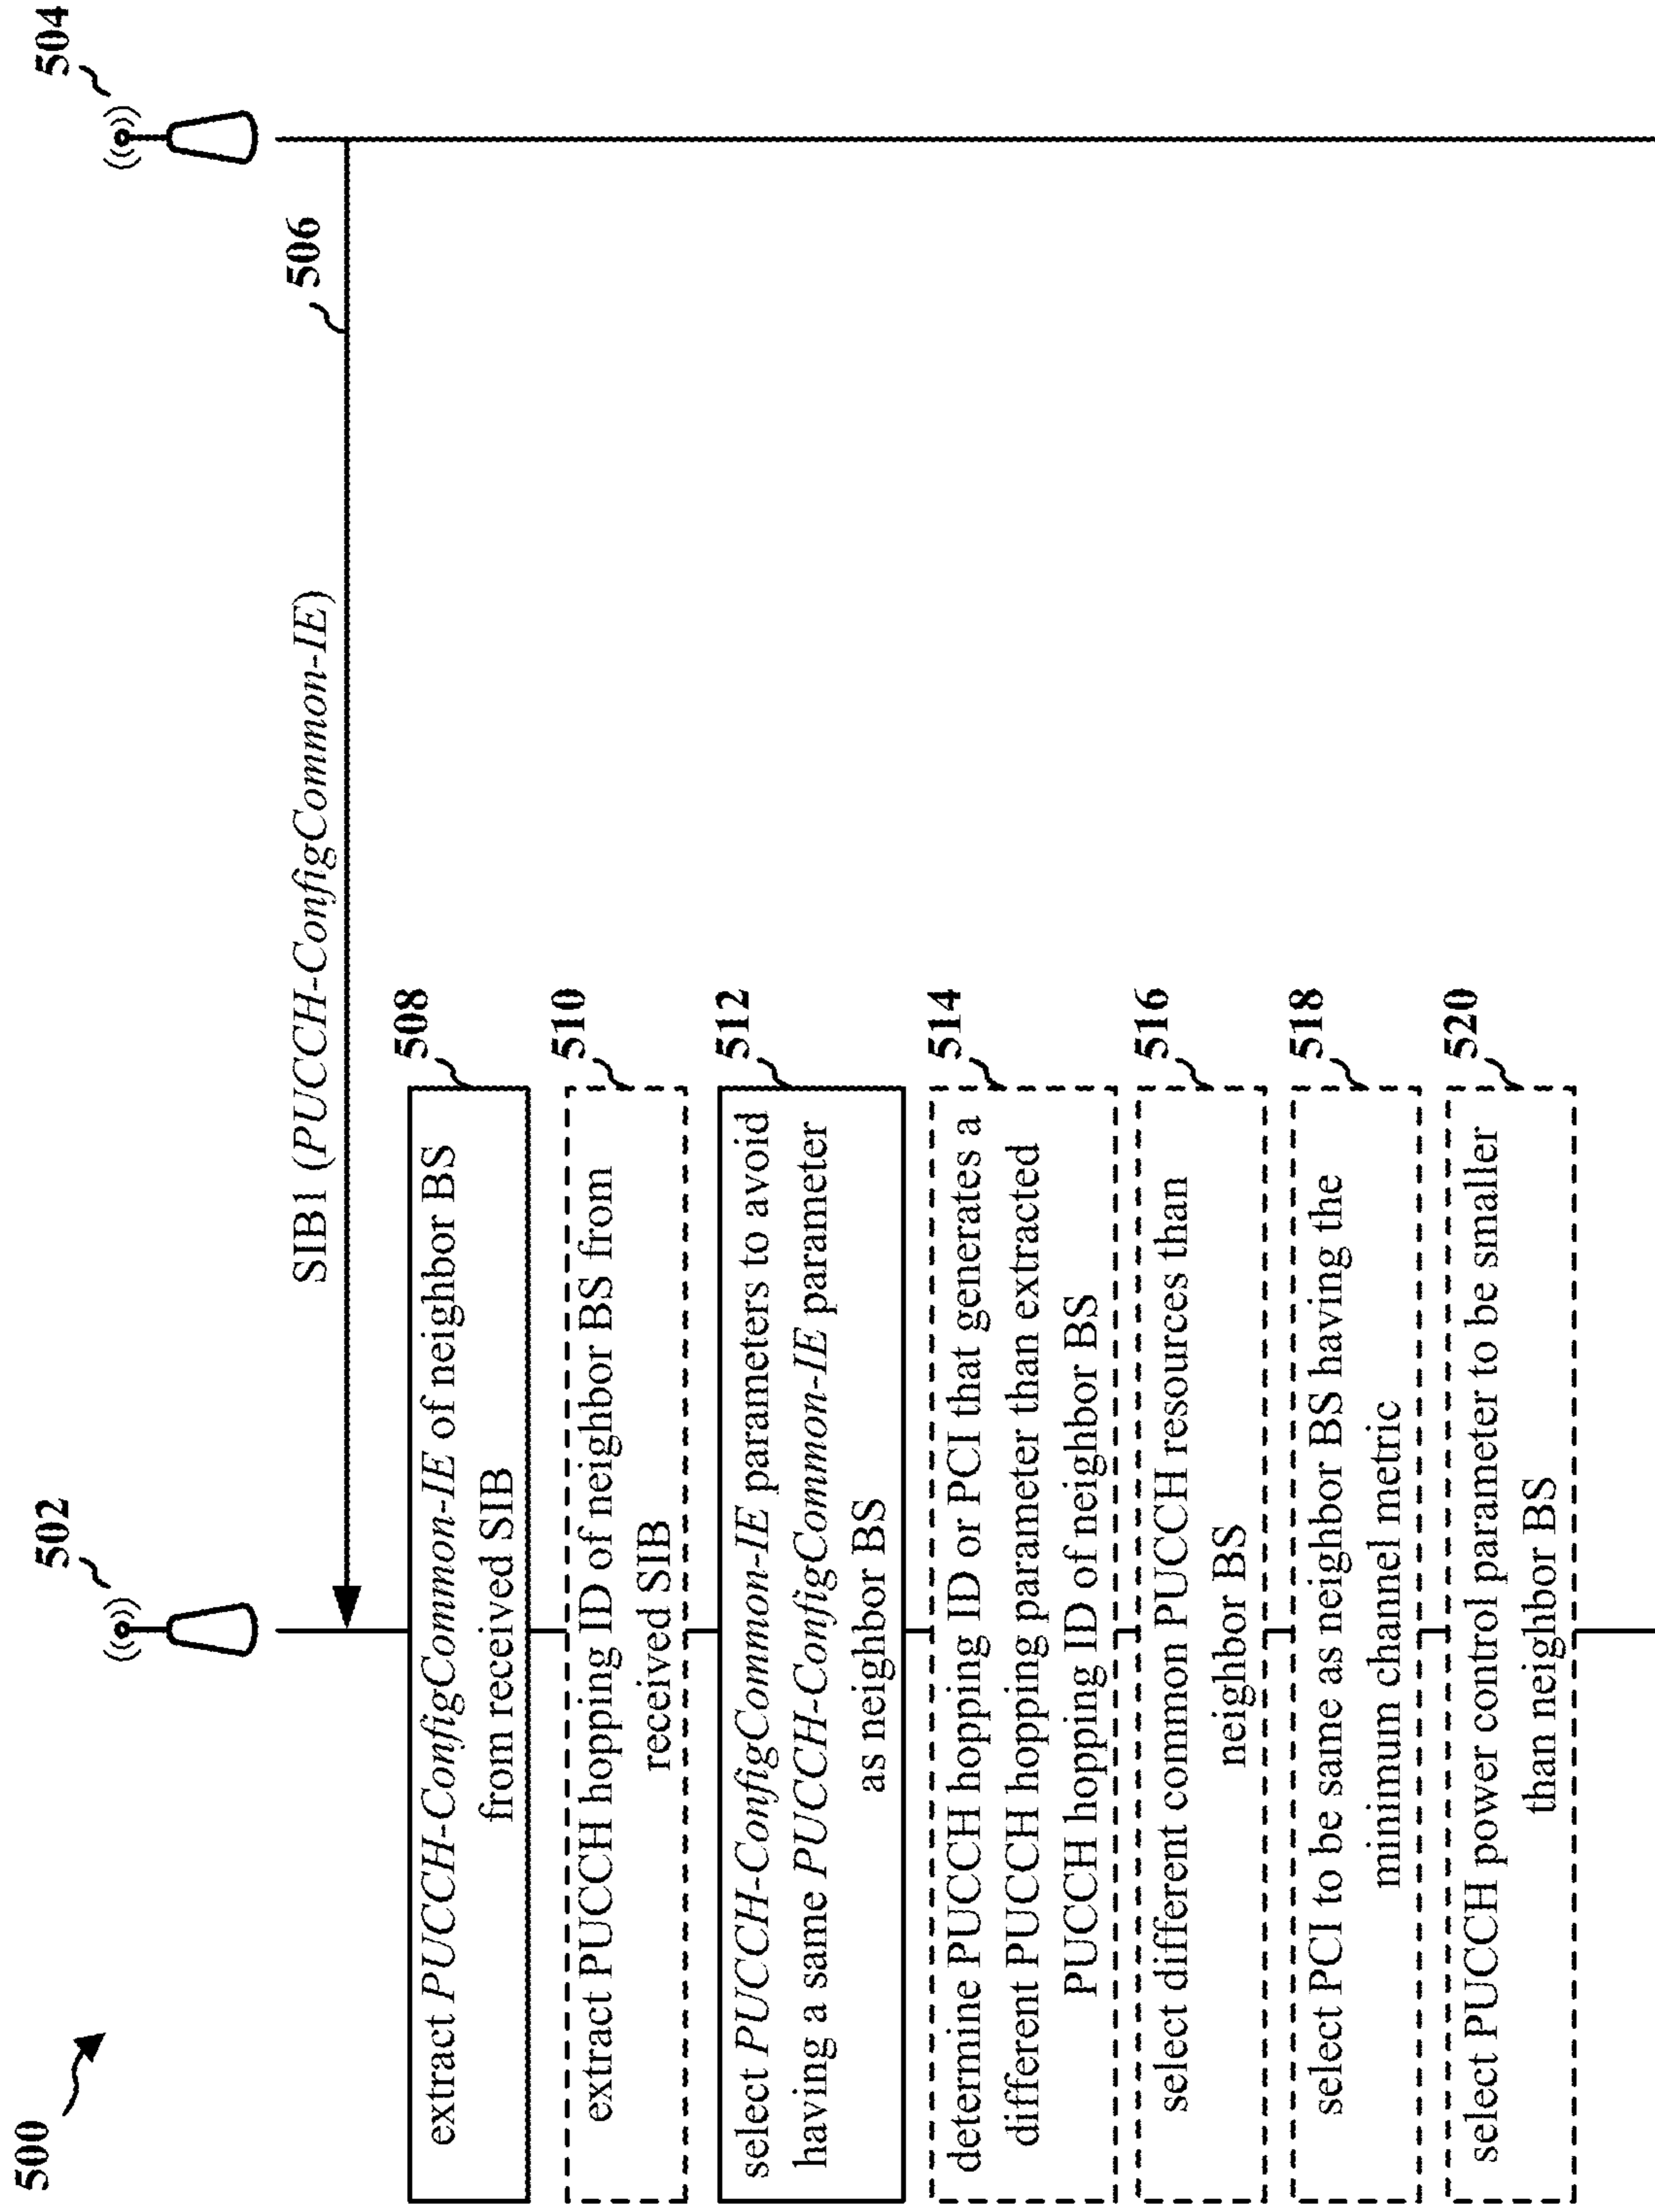 500
502
504
506
SIB1 (PUCCH-ConfigCommon-IE)
508
extract PUCCH-ConfigCommon-IE of neighbor BS
from received SIB
510
extract PUCCH hopping ID of neighbor BS from
received SIB
512
select PUCCH-ConfigCommon-IE parameters to avoid
having a same PUCCH-ConfigCommon-IE parameter
as neighbor BS
514
determine PUCCH hopping ID or PCI that generates a
different PUCCH hopping parameter than extracted
PUCCH hopping ID of neighbor BS
516
select different common PUCCH resources than
neighbor BS
518
select PCI to be same as neighbor BS having the
minimum channel metric
520
select PUCCH power control parameter to be smaller
than neighbor BS